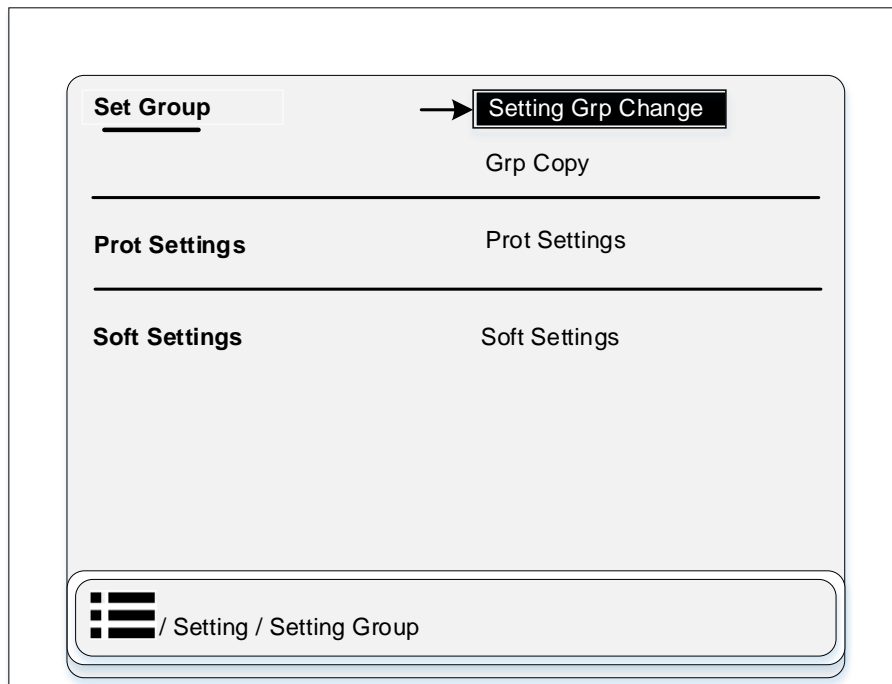 Set Group
Setting Grp Change
Grp Copy
Prot Settings
Prot Settings
Soft Settings
Soft Settings
/ Setting / Setting Group